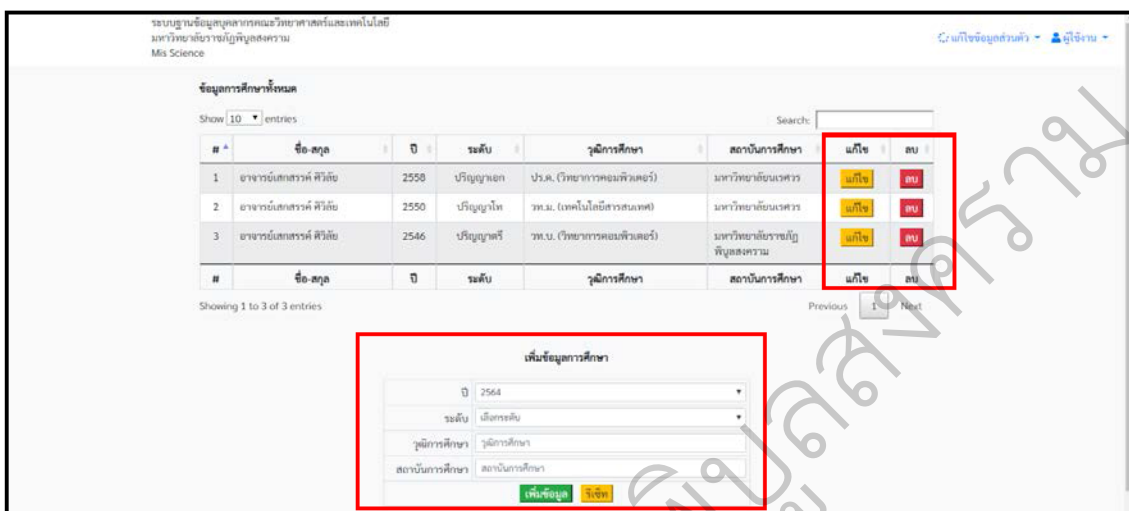 ระบบฐานข้อมูลบุคลากรคณะวิทยาศาสตร์และเทคโนโลยี
มหาวิทยาลัยราชภัฏพิบูลสงคราม
Mis Science
แก้ไขข้อมูลส่วนตัว ผู้ใช้งาน
ข้อมูลการศึกษาทั้งหมด
Show 10 entries Search:
# ชื่อ-สกุล ปี ระดับ วุฒิการศึกษา สถาบันการศึกษา แก้ไข ลบ
1 อาจารย์เสกสรรค์ ศิวิลัย 2558 ปริญญาเอก ปร.ด. (วิทยาการคอมพิวเตอร์) มหาวิทยาลัยนเรศวร แก้ไข ลบ
2 อาจารย์เสกสรรค์ ศิวิลัย 2550 ปริญญาโท วท.ม. (เทคโนโลยีสารสนเทศ) มหาวิทยาลัยนเรศวร แก้ไข ลบ
3 อาจารย์เสกสรรค์ ศิวิลัย 2546 ปริญญาตรี วท.บ. (วิทยาการคอมพิวเตอร์) มหาวิทยาลัยราชภัฏ
พิบูลสงคราม แก้ไข ลบ
# ชื่อ-สกุล ปี ระดับ วุฒิการศึกษา สถาบันการศึกษา แก้ไข ลบ
Showing 1 to 3 of 3 entries Previous 1 Next
เพิ่มข้อมูลการศึกษา
ปี 2564
ระดับ เลือกระดับ
วุฒิการศึกษา วุฒิการศึกษา
สถาบันการศึกษา สถาบันการศึกษา
เพิ่มข้อมูล รีเซ็ท